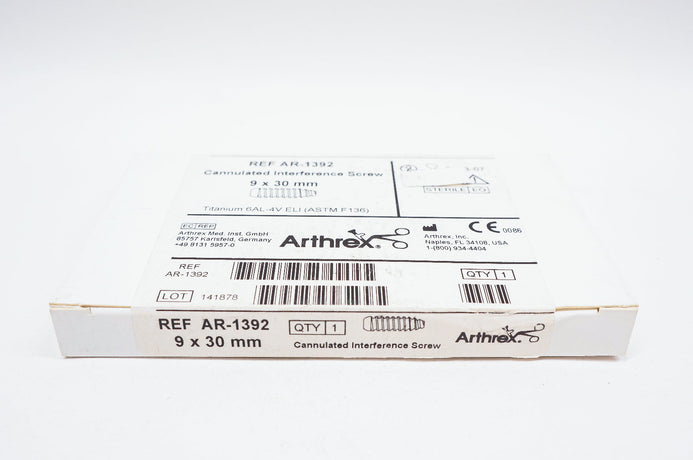 REF AR-1392
Cannulated Interference Screw
9 x 30 mm
Titanium 6AL-4V ELI (ASTM F136)
2
STERILE EO
EC REP
Arthrex Med. Inst. GmbH
85757 Karlsfeld, Germany
+49 8131 5957-0
Arthrex®
CE 0086
Arthrex, Inc.
Naples, FL 34108, USA
1-(800) 934-4404
REF
AR-1392
QTY 1
LOT 141878
REF AR-1392
9 x 30 mm
QTY 1
Cannulated Interference Screw
Arthrex®